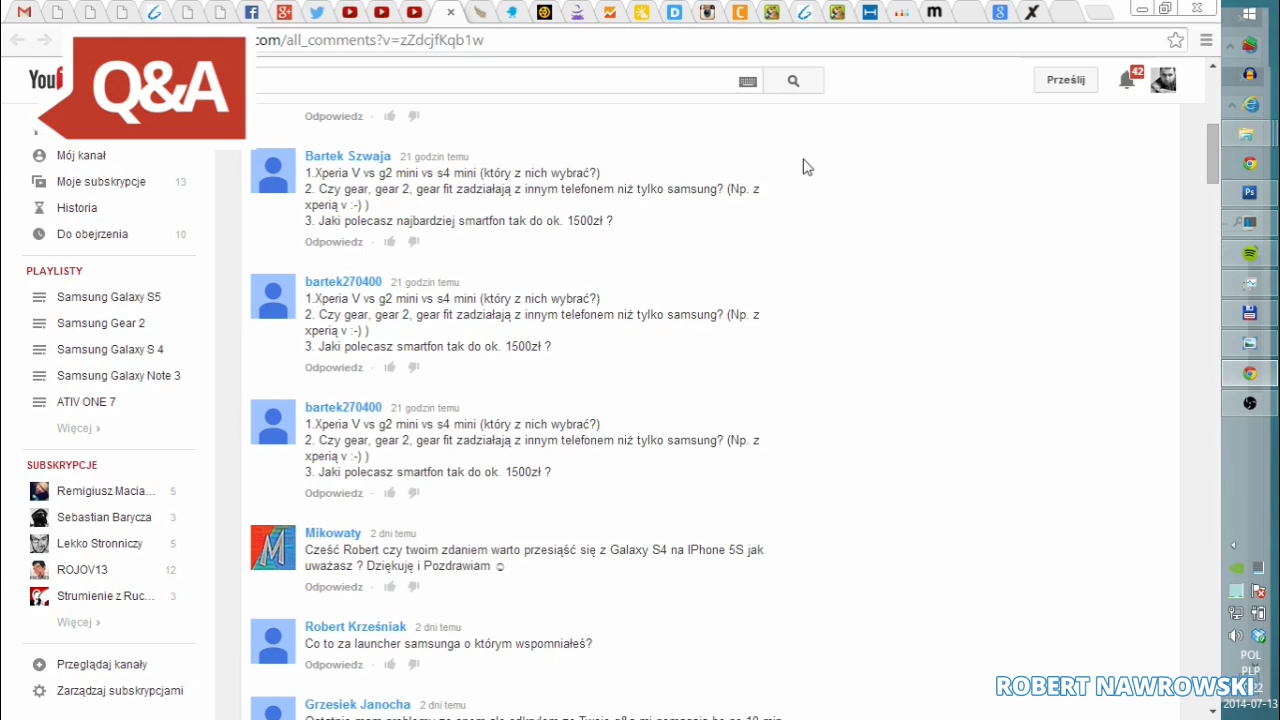 com/all_comments?v=zZdcjfKqb1w
You
Q&A
Prześlij
42
Mój kanał
Moje subskrypcje 13
Historia
Do obejrzenia 10
PLAYLISTY
Samsung Galaxy S5
Samsung Gear 2
Samsung Galaxy S 4
Samsung Galaxy Note 3
ATIV ONE 7
Więcej ›
SUBSKRYPCJE
Remigiusz Macia... 5
Sebastian Barycza 3
Lekko Stronniczy 5
ROJOV13 12
Strumienie z Ruc... 3
Więcej ›
Przeglądaj kanały
Zarządzaj subskrypcjami
Odpowiedz ·
Bartek Szwaja 21 godzin temu
1.Xperia V vs g2 mini vs s4 mini (który z nich wybrać?)
2. Czy gear, gear 2, gear fit zadziałają z innym telefonem niż tylko samsung? (Np. z
xperią v :-) )
3. Jaki polecasz najbardziej smartfon tak do ok. 1500zł ?
Odpowiedz ·
bartek270400 21 godzin temu
1.Xperia V vs g2 mini vs s4 mini (który z nich wybrać?)
2. Czy gear, gear 2, gear fit zadziałają z innym telefonem niż tylko samsung? (Np. z
xperią v :-) )
3. Jaki polecasz smartfon tak do ok. 1500zł ?
Odpowiedz ·
bartek270400 21 godzin temu
1.Xperia V vs g2 mini vs s4 mini (który z nich wybrać?)
2. Czy gear, gear 2, gear fit zadziałają z innym telefonem niż tylko samsung? (Np. z
xperią v :-) )
3. Jaki polecasz smartfon tak do ok. 1500zł ?
Odpowiedz ·
Mikowaty 2 dni temu
Cześć Robert czy twoim zdaniem warto przesiąść się z Galaxy S4 na IPhone 5S jak
uważasz ? Dziękuję i Pozdrawiam ☺
Odpowiedz ·
Robert Krześniak 2 dni temu
Co to za launcher samsunga o którym wspomniałeś?
Odpowiedz ·
Grzesiek Janocha 2 dni temu
POL
PLP
22
ROBERT NAWROWSKI
2014-07-13